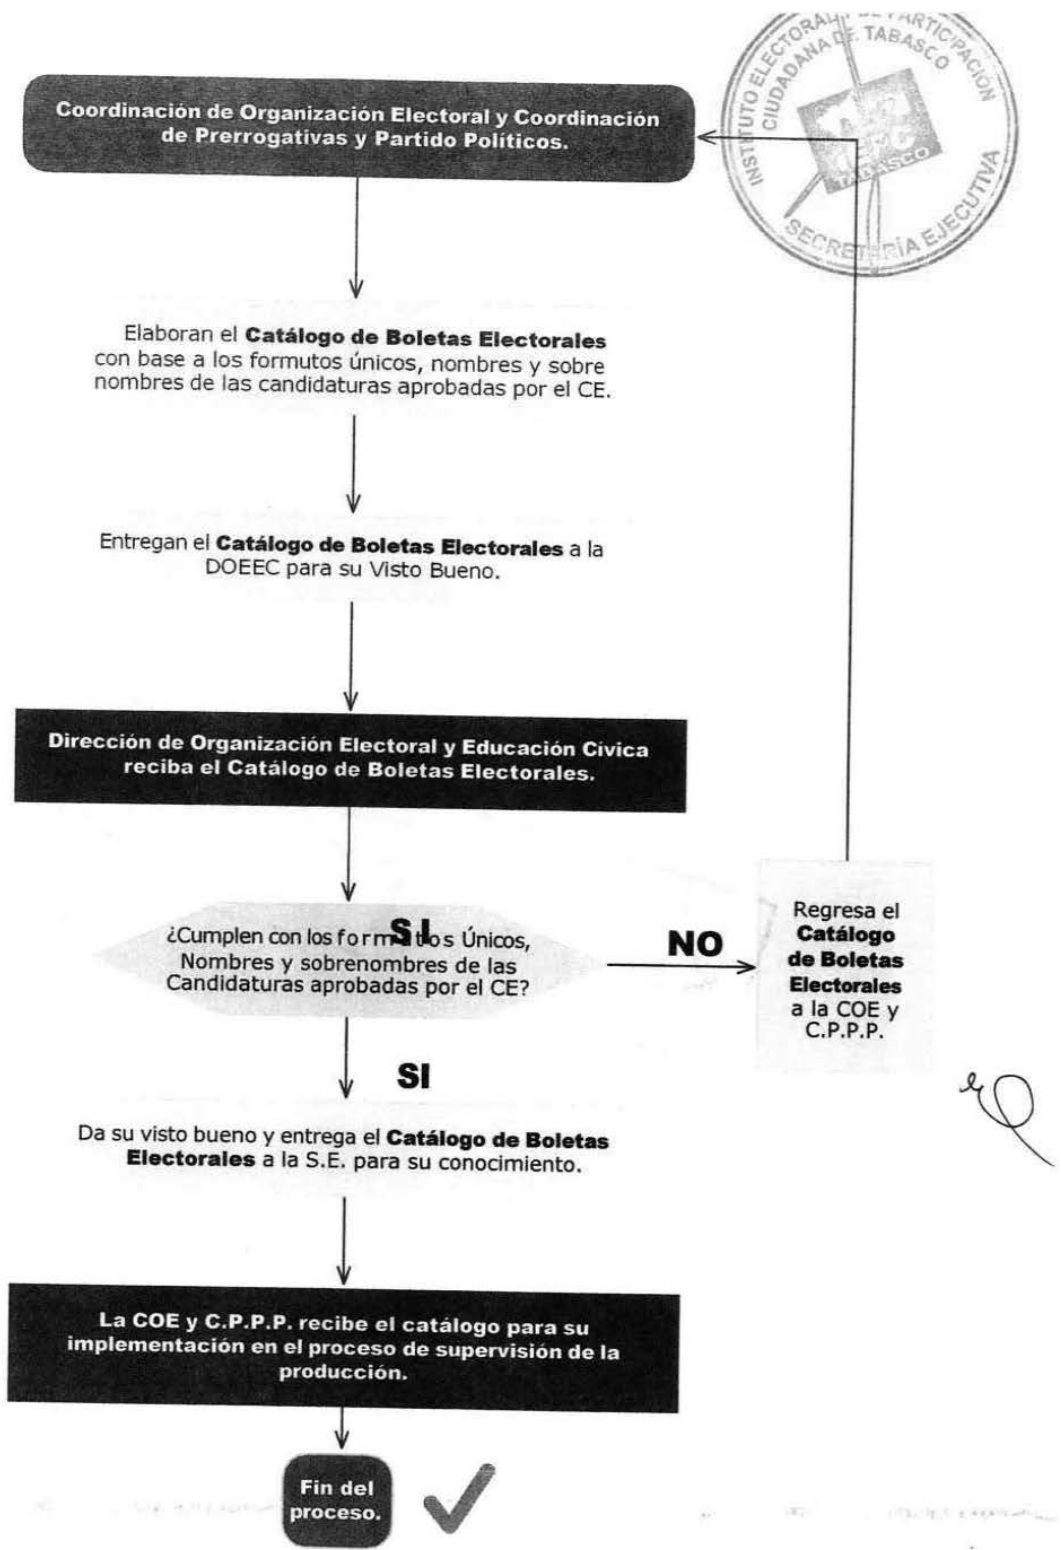 INSTITUTO ELECTORAL Y DE PARTICIPACIÓN
CIUDADANA DE TABASCO
TABASCO
SECRETARÍA EJECUTIVA
Coordinación de Organización Electoral y Coordinación
de Prerrogativas y Partido Políticos.
Elaboran el Catálogo de Boletas Electorales
con base a los formutos únicos, nombres y sobre
nombres de las candidaturas aprobadas por el CE.
Entregan el Catálogo de Boletas Electorales a la
DOEEC para su Visto Bueno.
Dirección de Organización Electoral y Educación Cívica
reciba el Catálogo de Boletas Electorales.
SI
¿Cumplen con los formatos Únicos,
Nombres y sobrenombres de las
Candidaturas aprobadas por el CE?
NO
Regresa el
Catálogo
de Boletas
Electorales
a la COE y
C.P.P.P.
SI
Da su visto bueno y entrega el Catálogo de Boletas
Electorales a la S.E. para su conocimiento.
La COE y C.P.P.P. recibe el catálogo para su
implementación en el proceso de supervisión de la
producción.
Fin del
proceso.